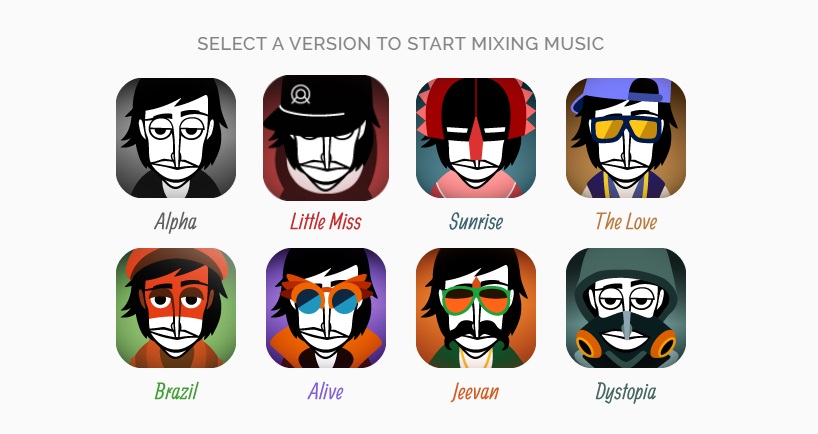 SELECT A VERSION TO START MIXING MUSIC
Alpha Little Miss Sunrise The Love
Brazil Alive Jeevan Dystopia